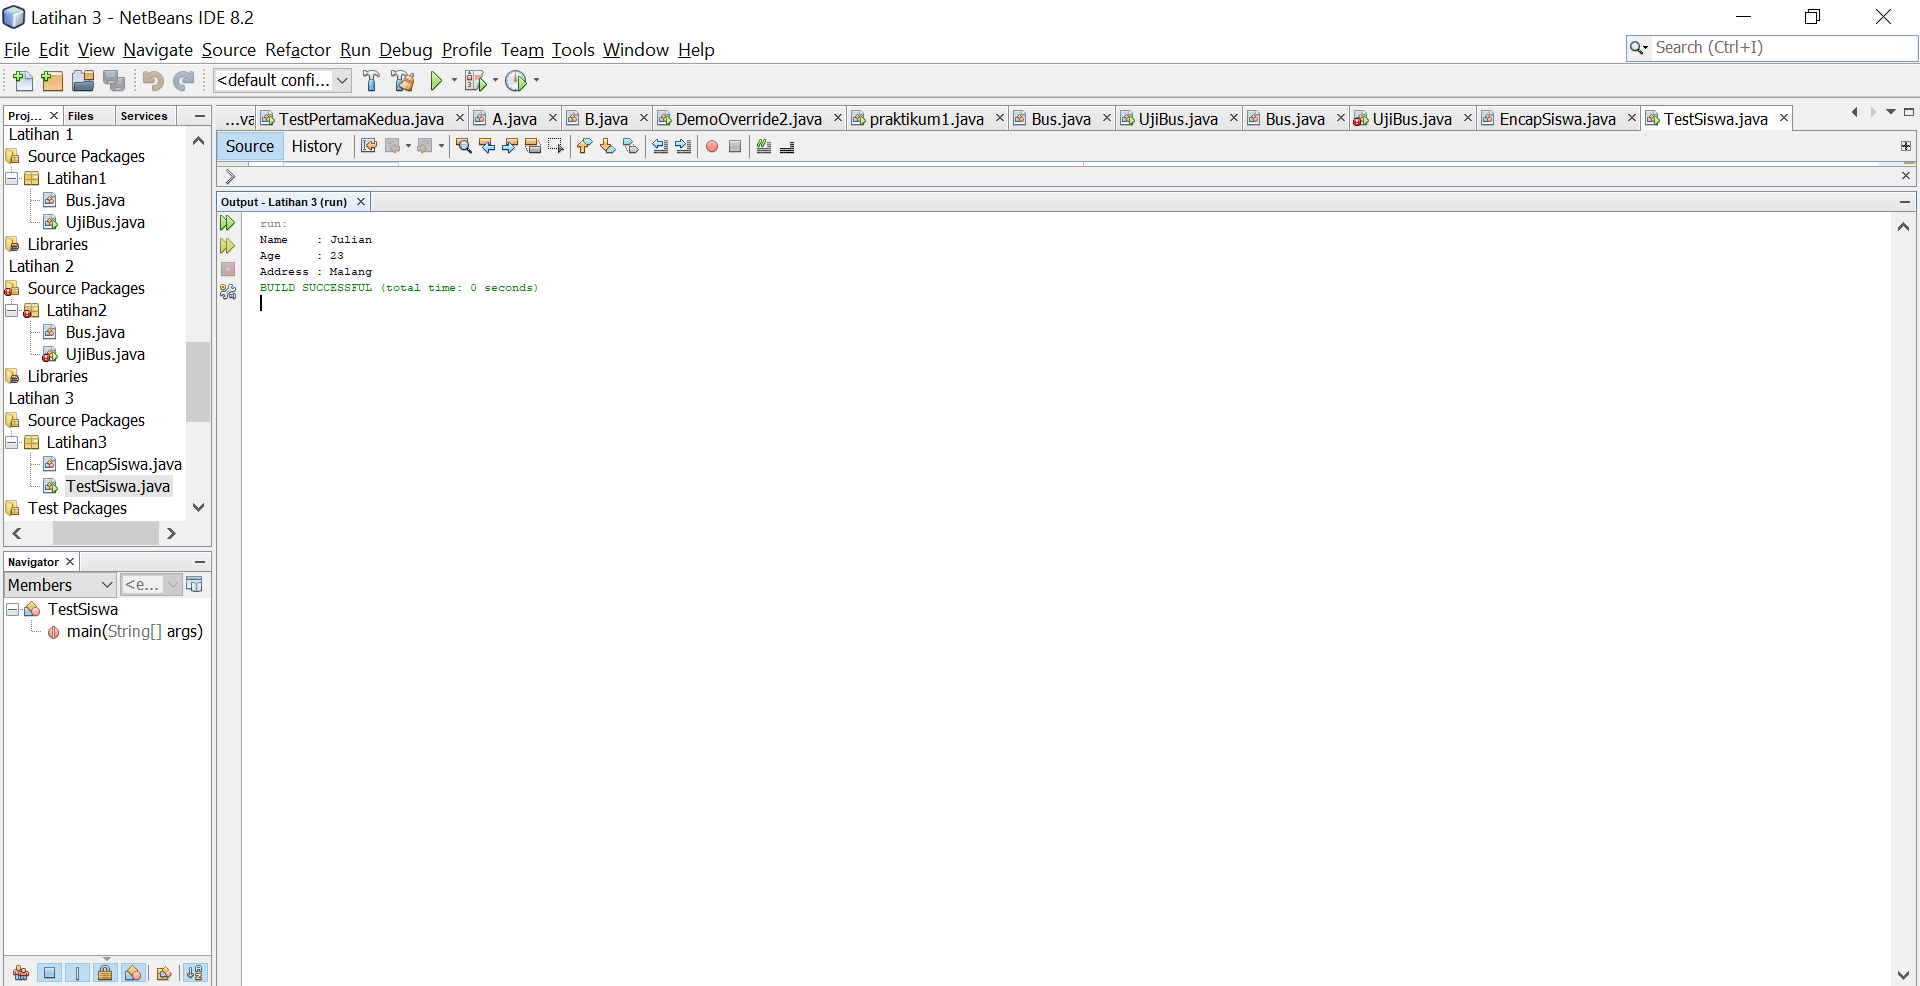 Latihan 3 - NetBeans IDE 8.2
File Edit View Navigate Source Refactor Run Debug Profile Team Tools Window Help
Search (Ctrl+I)
<default confi...
Proj... Files Services
...va TestPertamaKedua.java A.java B.java DemoOverride2.java praktikum1.java Bus.java UjiBus.java Bus.java UjiBus.java EncapSiswa.java TestSiswa.java
Source History
Latihan 1
Source Packages
Latihan1
Bus.java
UjiBus.java
Libraries
Latihan 2
Source Packages
Latihan2
Bus.java
UjiBus.java
Libraries
Latihan 3
Source Packages
Latihan3
EncapSiswa.java
TestSiswa.java
Test Packages
Output - Latihan 3 (run)
run:
Name : Julian
Age : 23
Address : Malang
BUILD SUCCESSFUL (total time: 0 seconds)
Navigator
Members <e...
TestSiswa
main(String[] args)